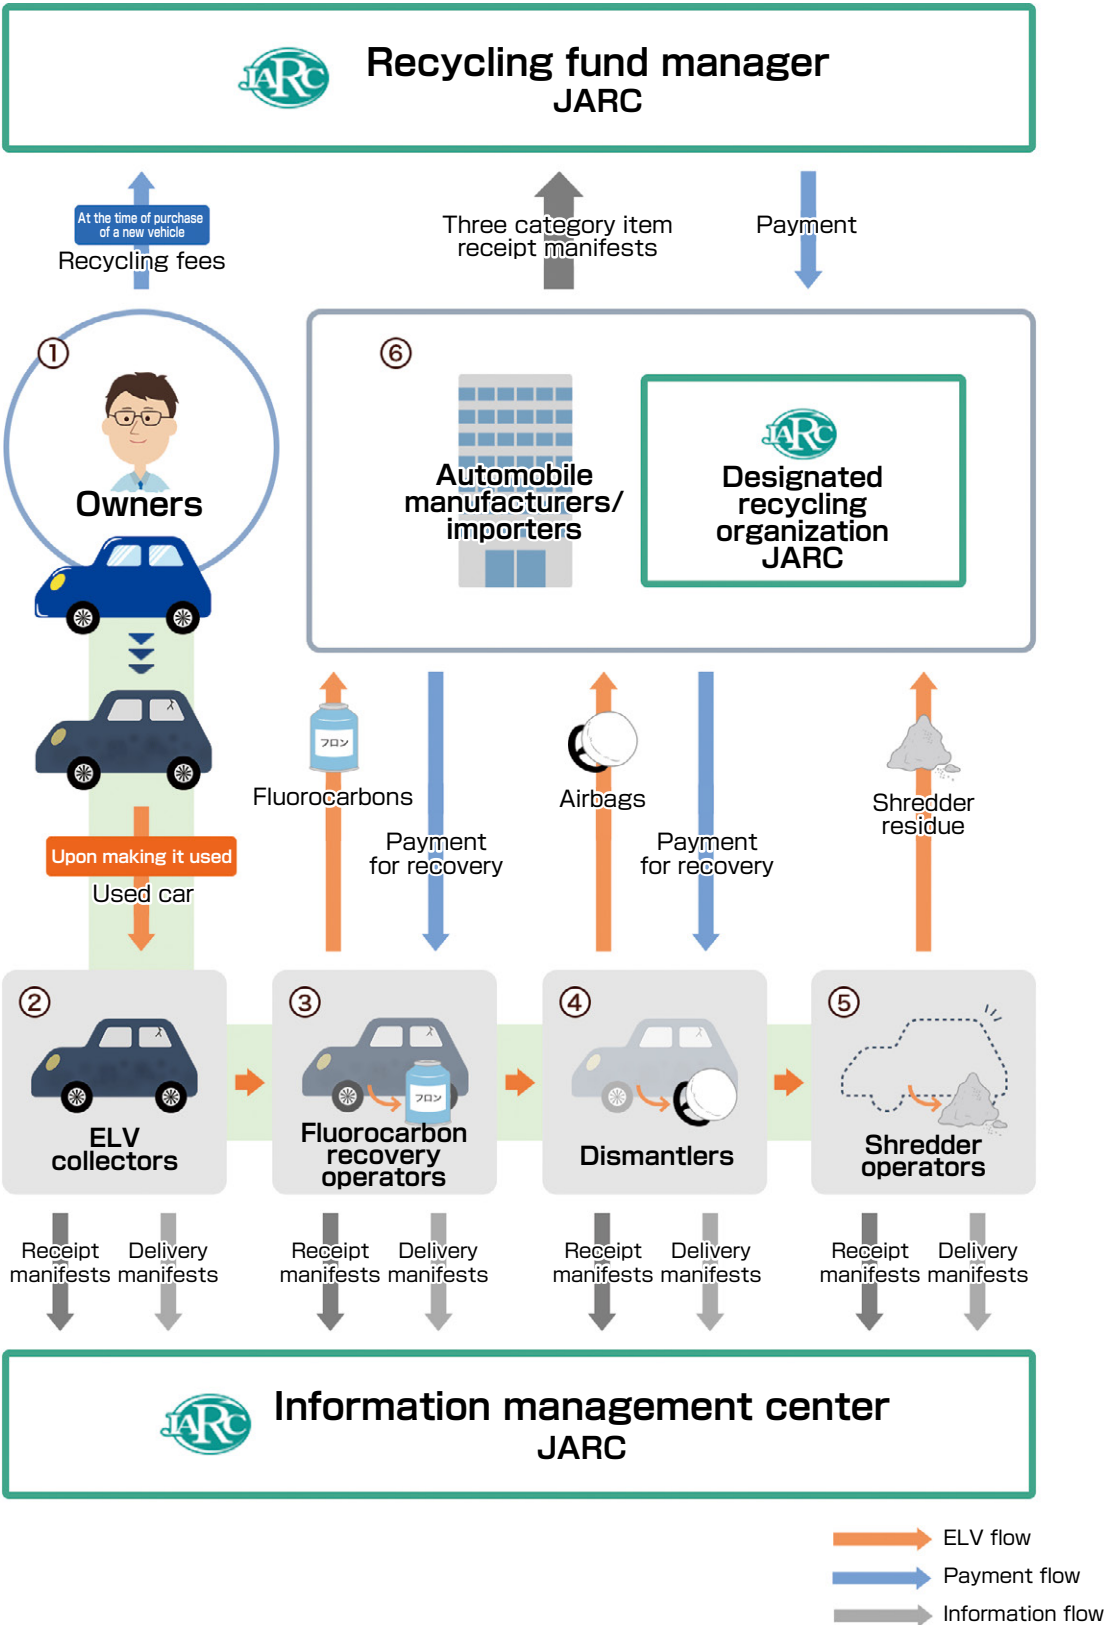 JARC
Recycling fund manager
JARC
At the time of purchase
of a new vehicle
Recycling fees
Three category item
receipt manifests
Payment
①
Owners
⑥
Automobile
manufacturers/
importers
JARC
Designated
recycling
organization
JARC
フロン
Fluorocarbons
Payment
for recovery
Airbags
Payment
for recovery
Shredder
residue
Upon making it used
Used car
②
ELV
collectors
③
フロン
Fluorocarbon
recovery
operators
④
Dismantlers
⑤
Shredder
operators
Receipt
manifests
Delivery
manifests
Receipt
manifests
Delivery
manifests
Receipt
manifests
Delivery
manifests
Receipt
manifests
Delivery
manifests
JARC
Information management center
JARC
ELV flow
Payment flow
Information flow